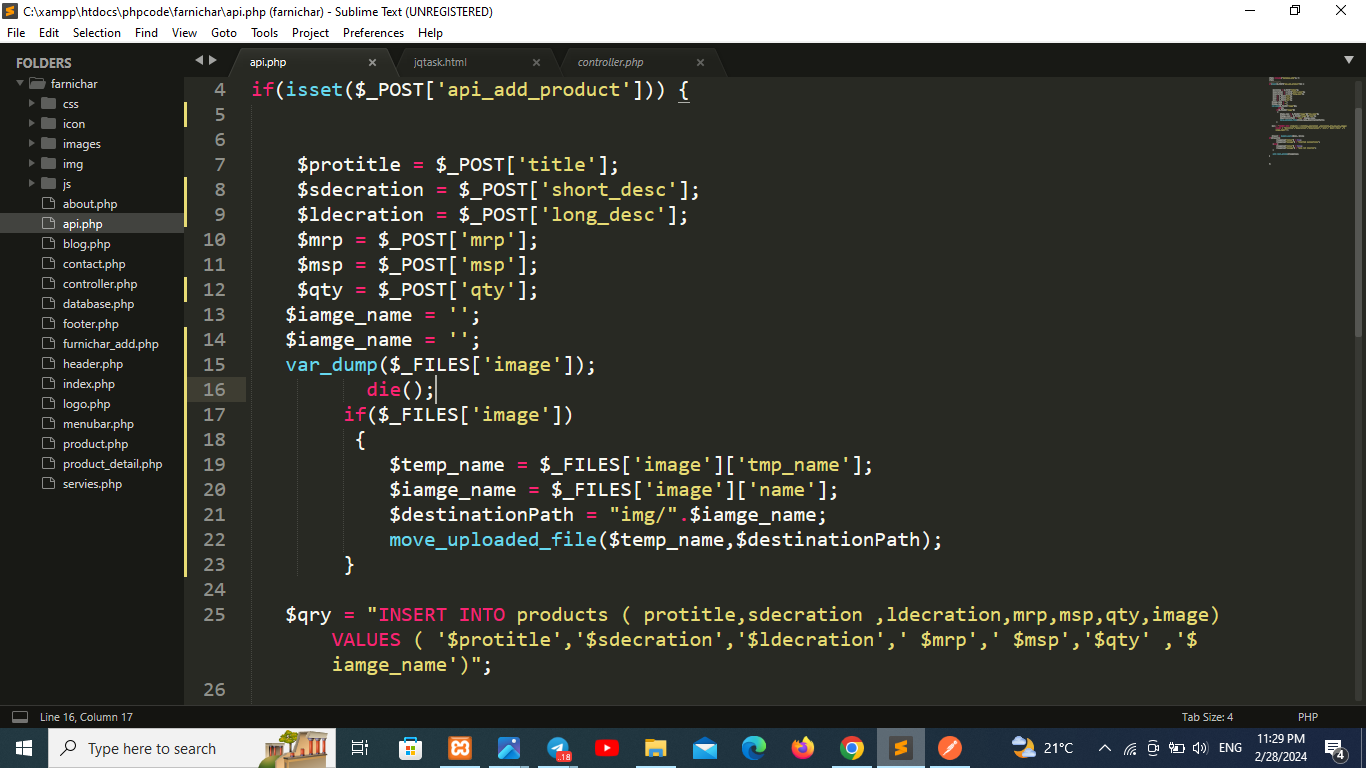 C:\xampp\htdocs\phpcode\farnichar\api.php (farnichar) - Sublime Text (UNREGISTERED)
File Edit Selection Find View Goto Tools Project Preferences Help
FOLDERS
farnichar
css
icon
images
img
js
about.php
api.php
blog.php
contact.php
controller.php
database.php
footer.php
furnichar_add.php
header.php
index.php
logo.php
menubar.php
product.php
product_detail.php
servies.php
api.php jqtask.html controller.php
4 if(isset($_POST['api_add_product'])) {
5
6
7 $protitle = $_POST['title'];
8 $sdecration = $_POST['short_desc'];
9 $ldecration = $_POST['long_desc'];
10 $mrp = $_POST['mrp'];
11 $msp = $_POST['msp'];
12 $qty = $_POST['qty'];
13 $iamge_name = '';
14 $iamge_name = '';
15 var_dump($_FILES['image']);
16 die();
17 if($_FILES['image'])
18 {
19 $temp_name = $_FILES['image']['tmp_name'];
20 $iamge_name = $_FILES['image']['name'];
21 $destinationPath = "img/".$iamge_name;
22 move_uploaded_file($temp_name,$destinationPath);
23 }
24
25 $qry = "INSERT INTO products ( protitle,sdecration ,ldecration,mrp,msp,qty,image)
VALUES ( '$protitle','$sdecration','$ldecration',' $mrp',' $msp','$qty' ,'$
iamge_name')";
26
Line 16, Column 17 Tab Size: 4 PHP
Type here to search
.18
21°C
ENG
11:29 PM
2/28/2024
4